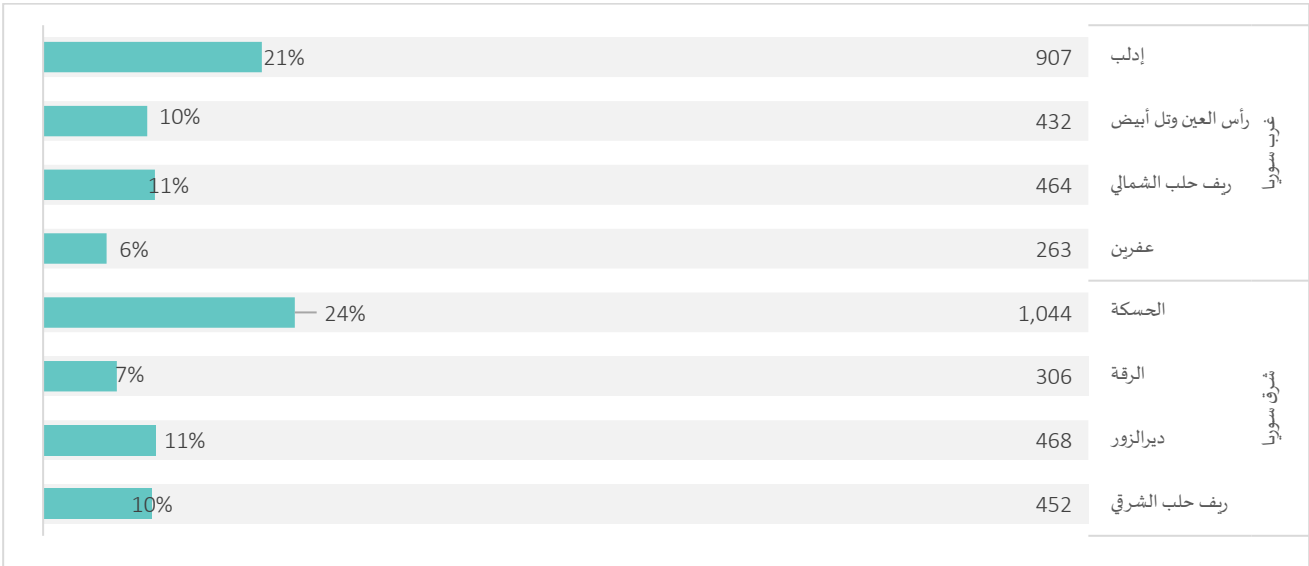 غرب سوريا
إدلب 907 21%
رأس العين وتل أبيض 432 10%
ريف حلب الشمالي 464 11%
عفرين 263 6%
شرق سوريا
الحسكة 1,044 24%
الرقة 306 7%
ديرالزور 468 11%
ريف حلب الشرقي 452 10%